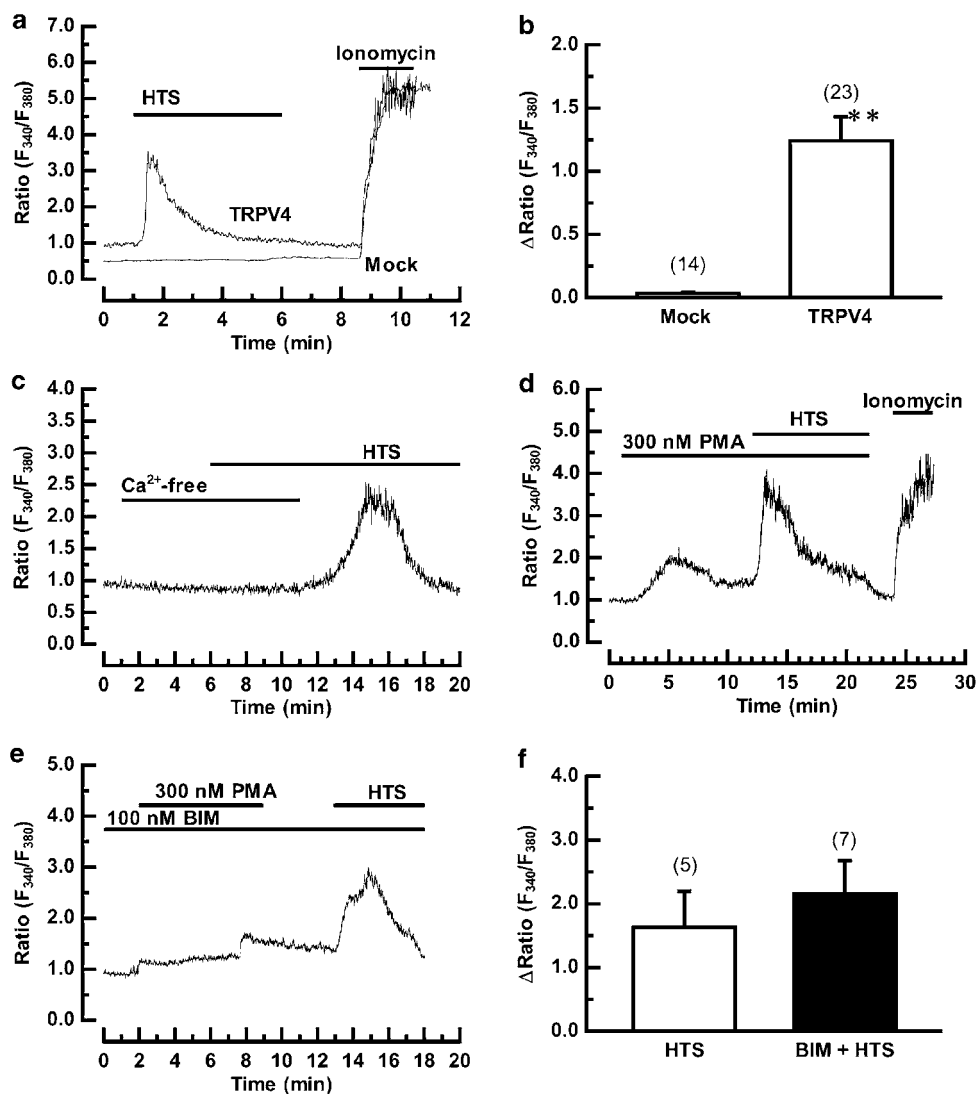 a
Ratio (F340/F380)
7.0
6.0
5.0
4.0
3.0
2.0
1.0
0.0
HTS
Ionomycin
TRPV4
Mock
0 2 4 6 8 10 12
Time (min)
b
Δ Ratio (F340/F380)
2.0
1.5
1.0
0.5
0.0
(14)
(23)
**
Mock TRPV4
c
Ratio (F340/F380)
4.0
3.5
3.0
2.5
2.0
1.5
1.0
0.5
0.0
HTS
Ca2+-free
0 2 4 6 8 10 12 14 16 18 20
Time (min)
d
Ratio (F340/F380)
6.0
5.0
4.0
3.0
2.0
1.0
0.0
Ionomycin
HTS
300 nM PMA
0 5 10 15 20 25 30
Time (min)
e
Ratio (F340/F380)
5.0
4.0
3.0
2.0
1.0
0.0
300 nM PMA
HTS
100 nM BIM
0 2 4 6 8 10 12 14 16 18 20
Time (min)
f
Δ Ratio (F340/F380)
4.0
3.0
2.0
1.0
0.0
(5)
(7)
HTS BIM + HTS